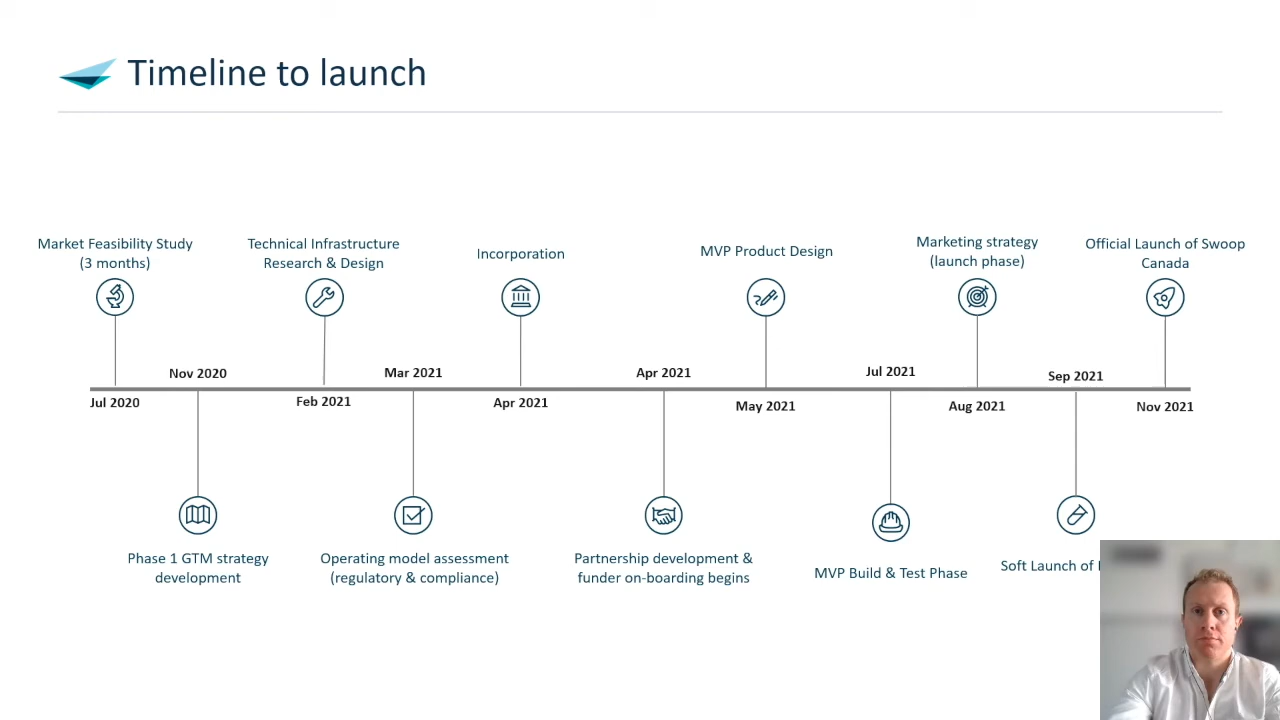 Timeline to launch
Market Feasibility Study
(3 months)
Technical Infrastructure
Research & Design
Incorporation
MVP Product Design
Marketing strategy
(launch phase)
Official Launch of Swoop
Canada
Nov 2020
Mar 2021
Apr 2021
Jul 2021
Sep 2021
Jul 2020
Feb 2021
Apr 2021
May 2021
Aug 2021
Nov 2021
Phase 1 GTM strategy
development
Operating model assessment
(regulatory & compliance)
Partnership development &
funder on-boarding begins
MVP Build & Test Phase
Soft Launch of